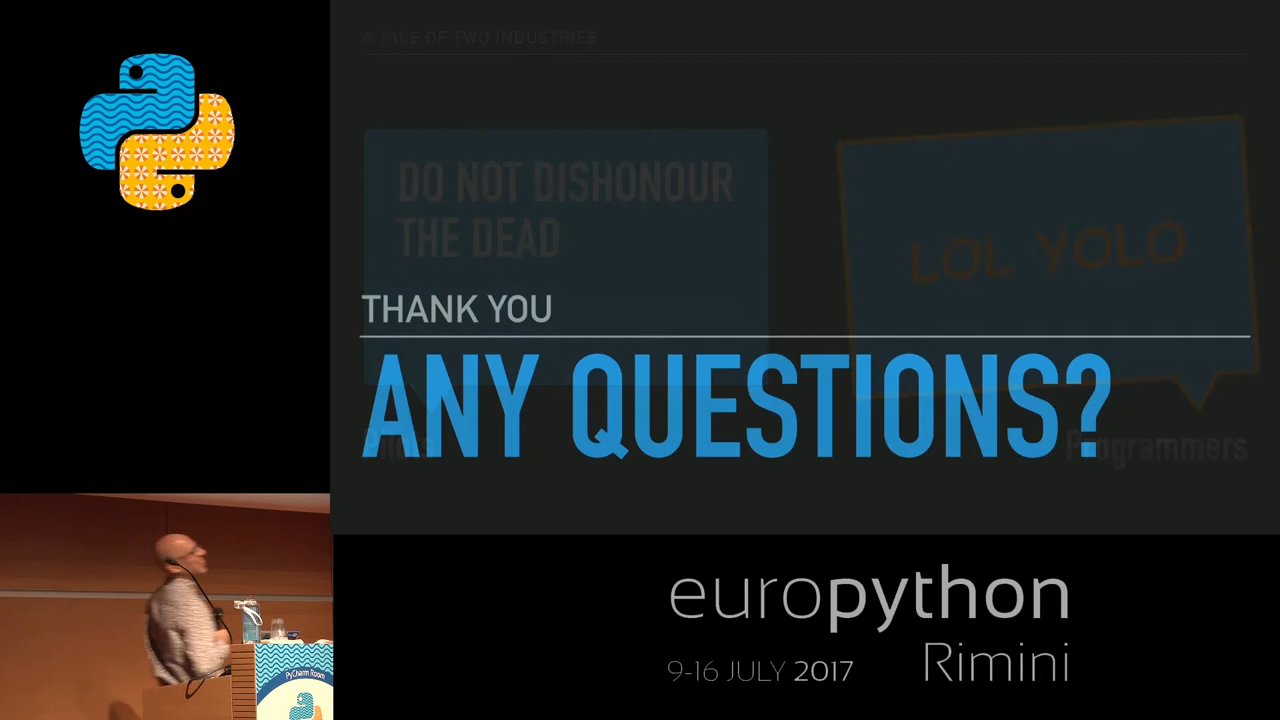 A TALE OF TWO INDUSTRIES
DO NOT DISHONOUR
THE DEAD
LOL YOLO
THANK YOU
ANY QUESTIONS?
Programmers
europython
9-16 JULY 2017
Rimini
PyCharm Room